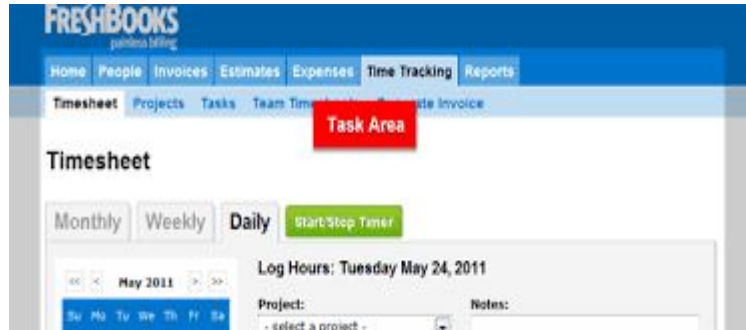 FRESHBOOKS
painless billing
Home People Invoices Estimates Expenses Time Tracking Reports
Timesheet Projects Tasks Team Invoice
Task Area
Timesheet
Monthly Weekly Daily Start/Stop Timer
Log Hours: Tuesday May 24, 2011
<< < May 2011 > >>
Project: Notes:
Su Mo Tu We Th Fr Sa
- select a project -